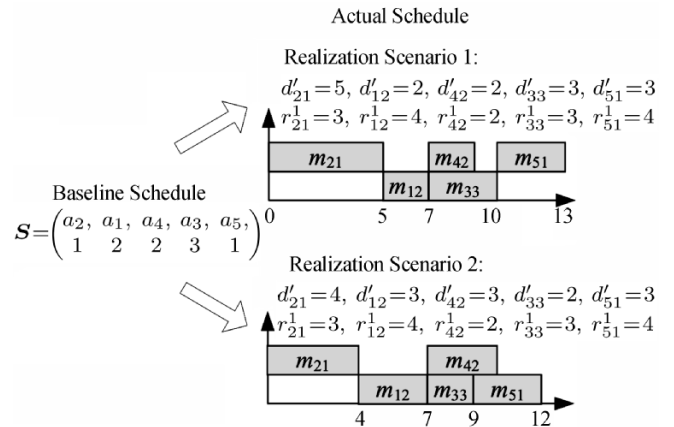 Actual Schedule
Realization Scenario 1:
d′₂₁=5, d′₁₂=2, d′₄₂=2, d′₃₃=3, d′₅₁=3
r¹₂₁=3, r¹₁₂=4, r¹₄₂=2, r¹₃₃=3, r¹₅₁=4
m₂₁ m₄₂ m₅₁
m₁₂ m₃₃
0 5 7 10 13
Baseline Schedule
S=(a₂, a₁, a₄, a₃, a₅,
1 2 2 3 1)
Realization Scenario 2:
d′₂₁=4, d′₁₂=3, d′₄₂=3, d′₃₃=2, d′₅₁=3
r¹₂₁=3, r¹₁₂=4, r¹₄₂=2, r¹₃₃=3, r¹₅₁=4
m₂₁ m₄₂
m₁₂ m₃₃ m₅₁
4 7 9 12